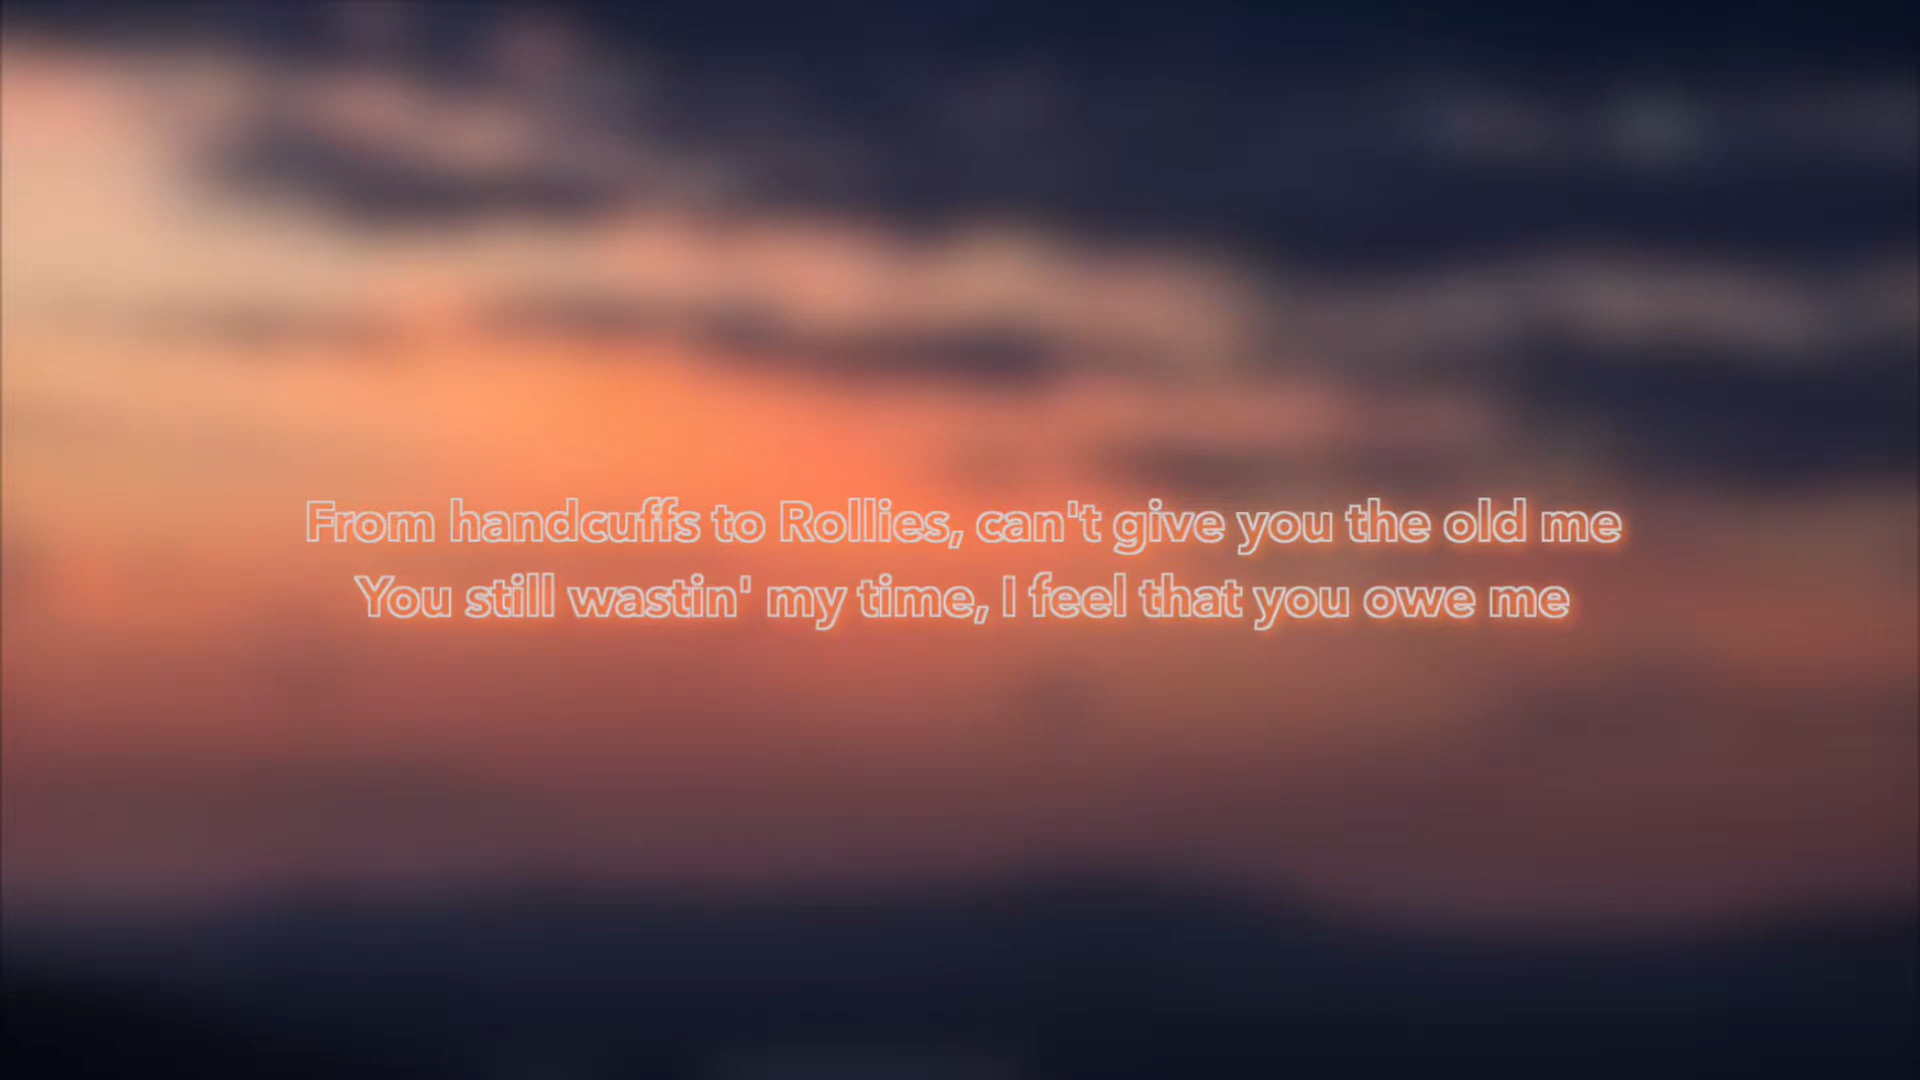 From handcuffs to Rollies, can't give you the old me
You still wastin' my time, I feel that you owe me